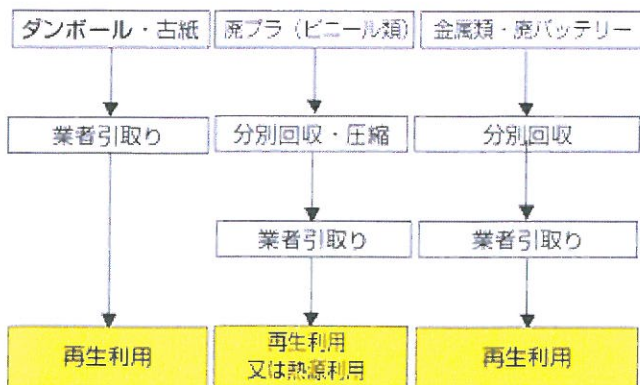 ダンボール・古紙
廃プラ（ビニール類）
金属類・廃バッテリー
業者引取り
分別回収・圧縮
分別回収
業者引取り
業者引取り
再生利用
再生利用
又は熱源利用
再生利用